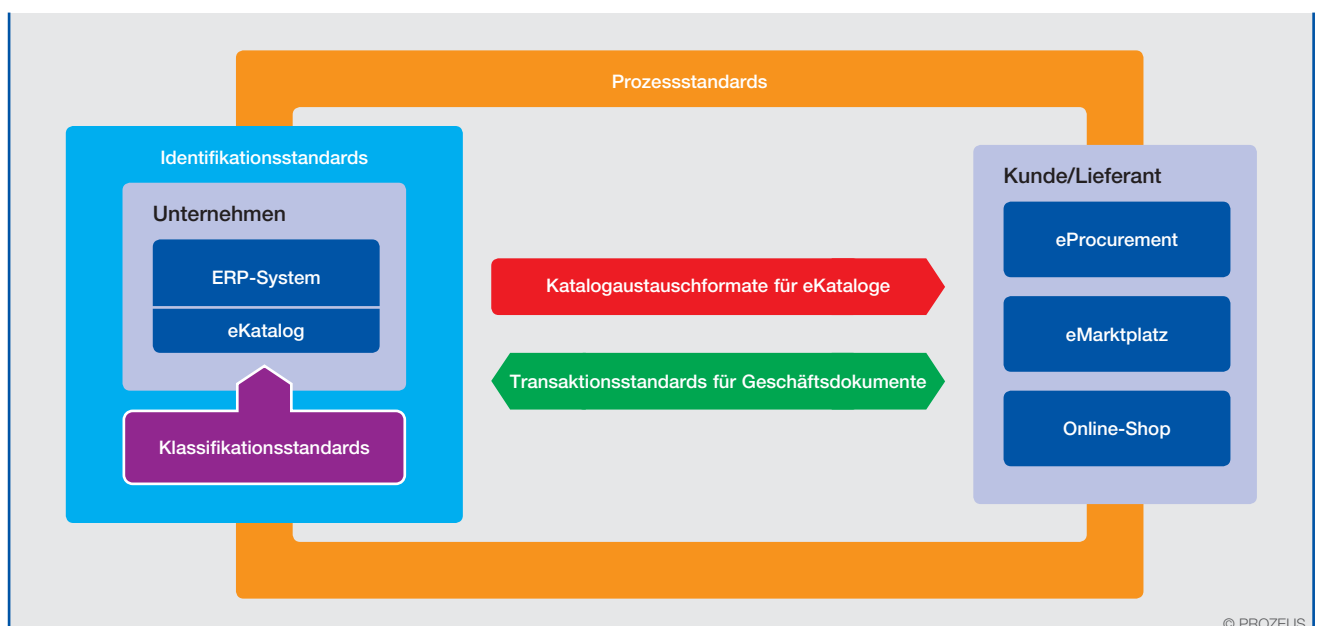 Prozessstandards
Identifikationsstandards
Unternehmen
ERP-System
eKatalog
Klassifikationsstandards
Katalogaustauschformate für eKataloge
Transaktionsstandards für Geschäftsdokumente
Kunde/Lieferant
eProcurement
eMarktplatz
Online-Shop
© PROZEUS